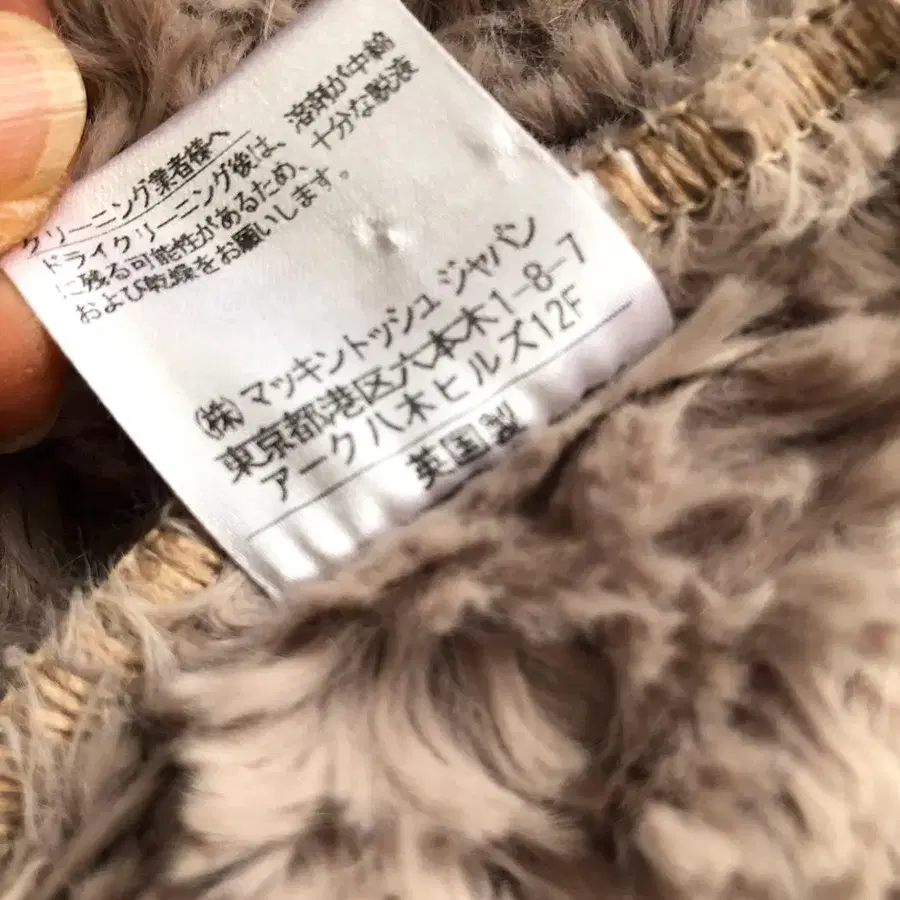 クリーニング業者様へ
ドライクリーニング後は、溶剤が中綿
に残る可能性があるため、十分な脱液
および乾燥をお願いします。
㈱マッキントッシュ ジャパン
東京都港区六本木1-8-7
アーク八木ヒルズ12F
英国製